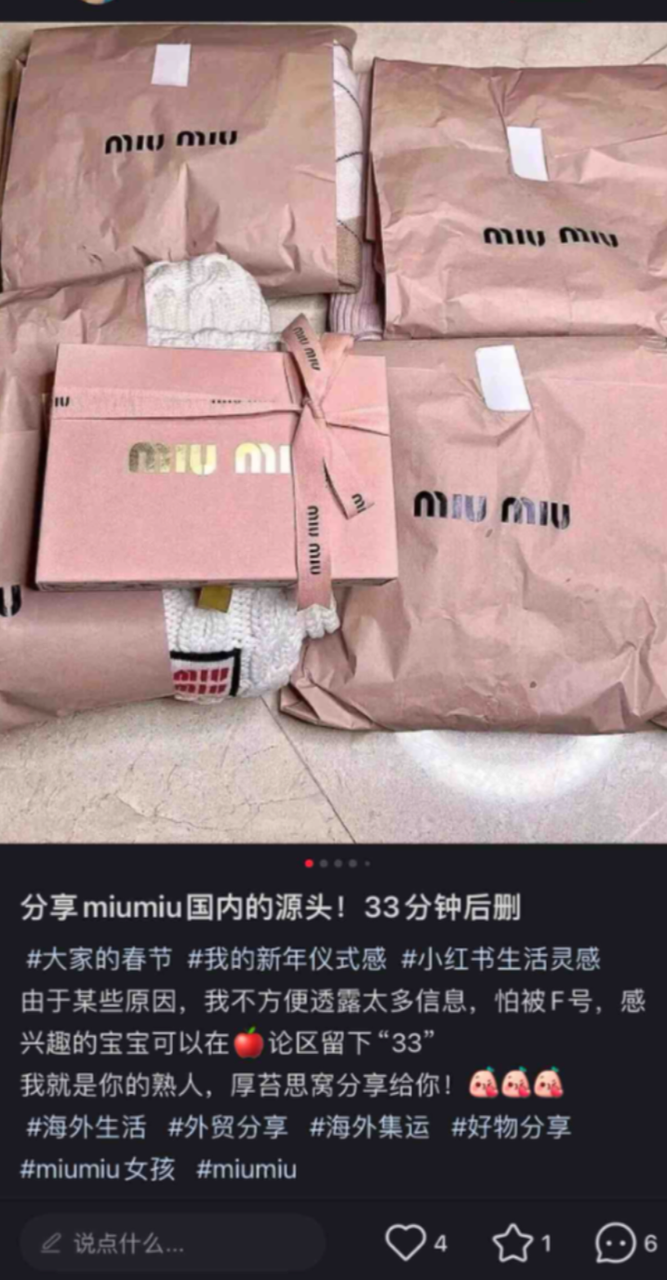 miu miu
miu miu
miu miu
IU
miu mi
miu miu
miu miu
miu miu
分享miumiu国内的源头！33分钟后删
#大家的春节 #我的新年仪式感 #小红书生活灵感
由于某些原因，我不方便透露太多信息，怕被F号，感
兴趣的宝宝可以在🍎论区留下“33”
我就是你的熟人，厚苔思窝分享给你！🍓🍓🍓
#海外生活 #外贸分享 #海外集运 #好物分享
#miumiu女孩 #miumiu
说点什么...
4
1
6